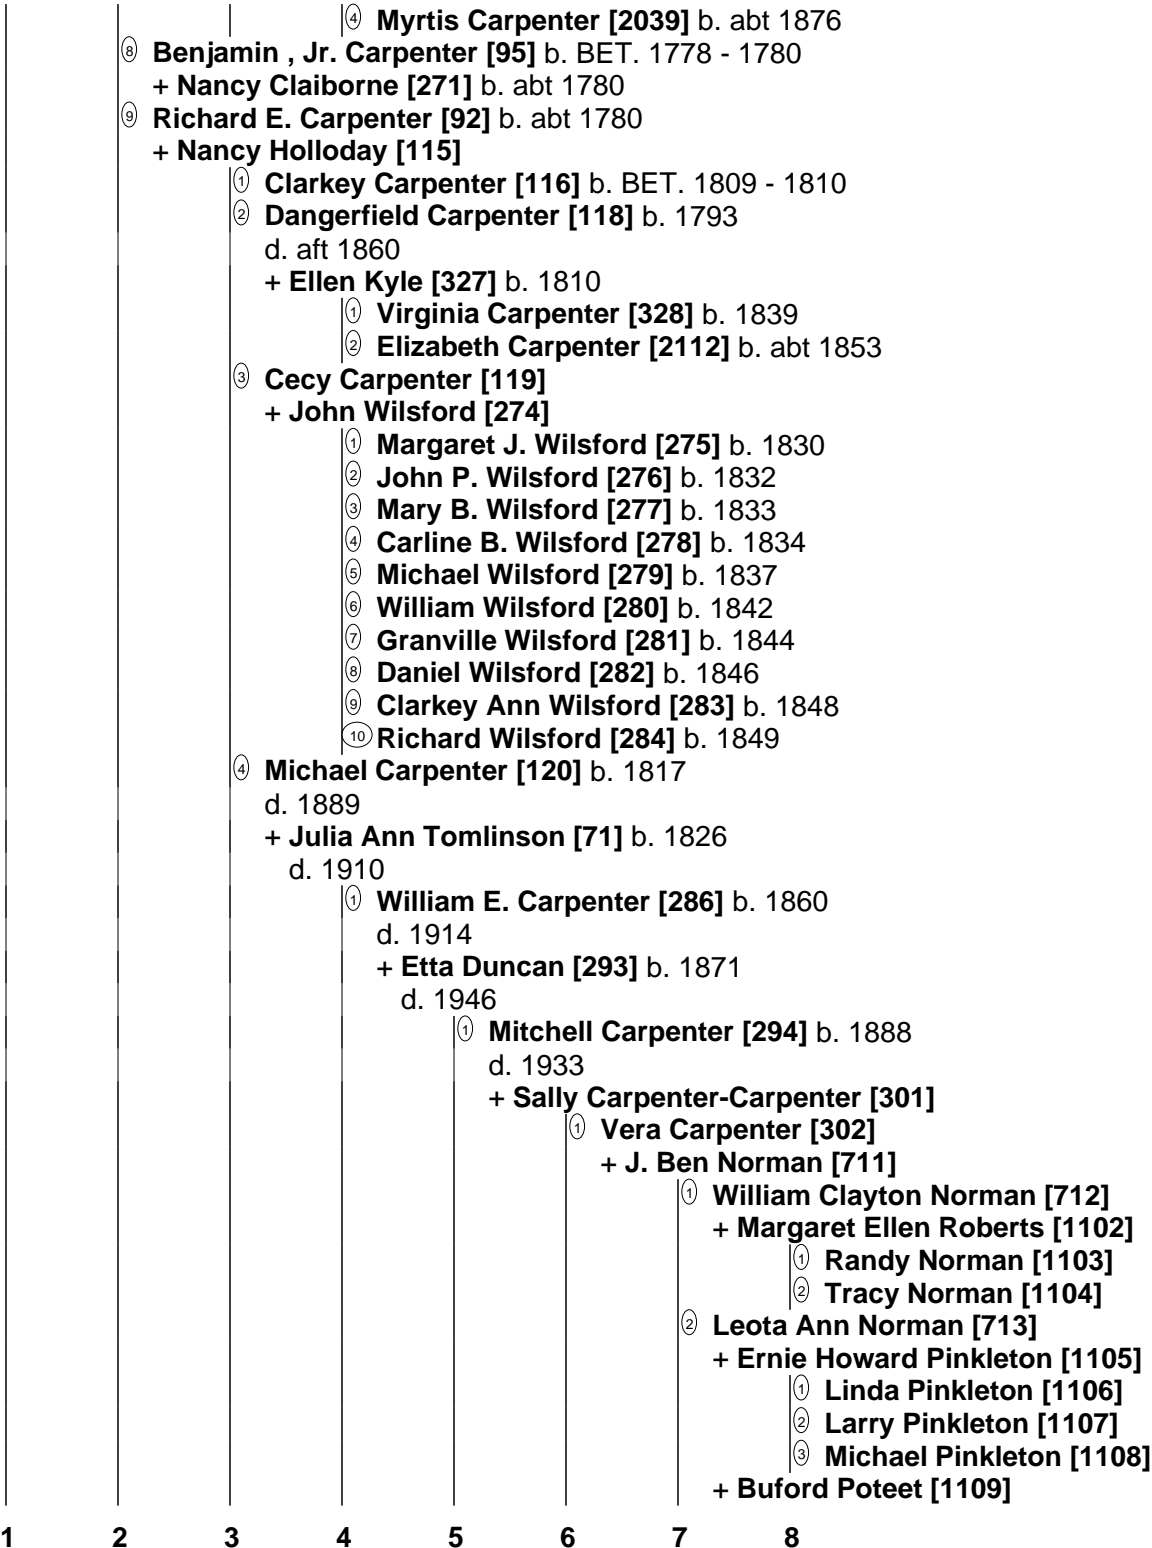 ④ Myrtis Carpenter [2039] b. abt 1876
⑧ Benjamin , Jr. Carpenter [95] b. BET. 1778 - 1780
+ Nancy Claiborne [271] b. abt 1780
⑨ Richard E. Carpenter [92] b. abt 1780
+ Nancy Holloday [115]
① Clarkey Carpenter [116] b. BET. 1809 - 1810
② Dangerfield Carpenter [118] b. 1793
d. aft 1860
+ Ellen Kyle [327] b. 1810
① Virginia Carpenter [328] b. 1839
② Elizabeth Carpenter [2112] b. abt 1853
③ Cecy Carpenter [119]
+ John Wilsford [274]
① Margaret J. Wilsford [275] b. 1830
② John P. Wilsford [276] b. 1832
③ Mary B. Wilsford [277] b. 1833
④ Carline B. Wilsford [278] b. 1834
⑤ Michael Wilsford [279] b. 1837
⑥ William Wilsford [280] b. 1842
⑦ Granville Wilsford [281] b. 1844
⑧ Daniel Wilsford [282] b. 1846
⑨ Clarkey Ann Wilsford [283] b. 1848
⑩ Richard Wilsford [284] b. 1849
④ Michael Carpenter [120] b. 1817
d. 1889
+ Julia Ann Tomlinson [71] b. 1826
d. 1910
① William E. Carpenter [286] b. 1860
d. 1914
+ Etta Duncan [293] b. 1871
d. 1946
① Mitchell Carpenter [294] b. 1888
d. 1933
+ Sally Carpenter-Carpenter [301]
① Vera Carpenter [302]
+ J. Ben Norman [711]
① William Clayton Norman [712]
+ Margaret Ellen Roberts [1102]
① Randy Norman [1103]
② Tracy Norman [1104]
② Leota Ann Norman [713]
+ Ernie Howard Pinkleton [1105]
① Linda Pinkleton [1106]
② Larry Pinkleton [1107]
③ Michael Pinkleton [1108]
+ Buford Poteet [1109]
1 2 3 4 5 6 7 8